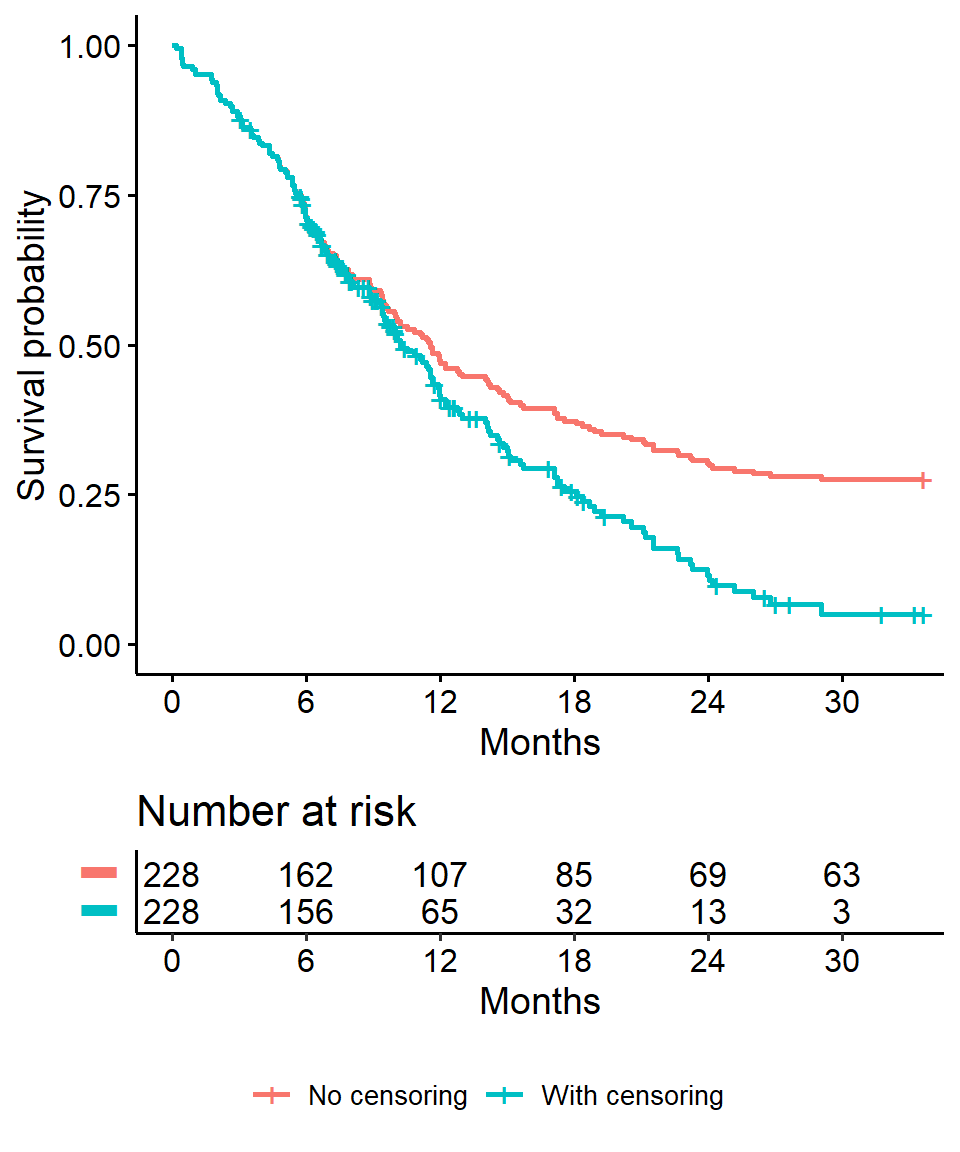 Survival probability
1.00
0.75
0.50
0.25
0.00
0 6 12 18 24 30
Months
Number at risk
228 162 107 85 69 63
228 156 65 32 13 3
0 6 12 18 24 30
Months
No censoring With censoring